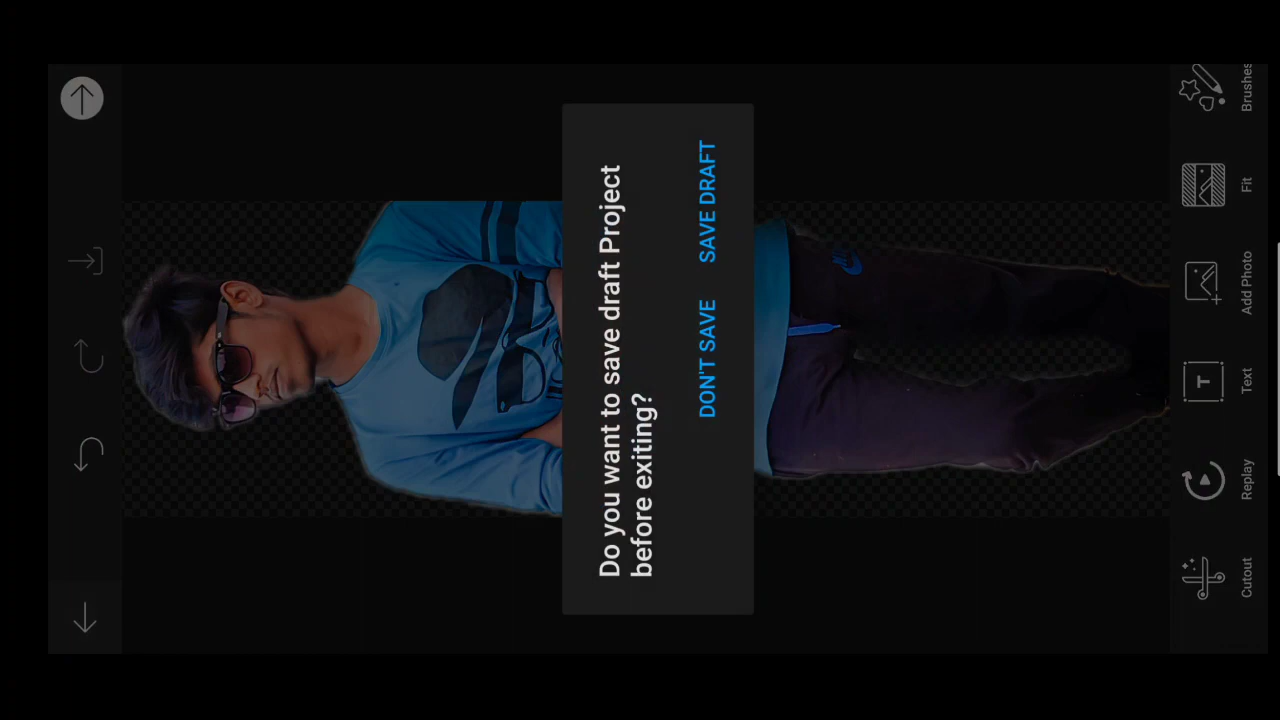 Do you want to save draft Project
before exiting?
DON'T SAVE
SAVE DRAFT
Cutout
Replay
Text
Add Photo
Fit
Brushes